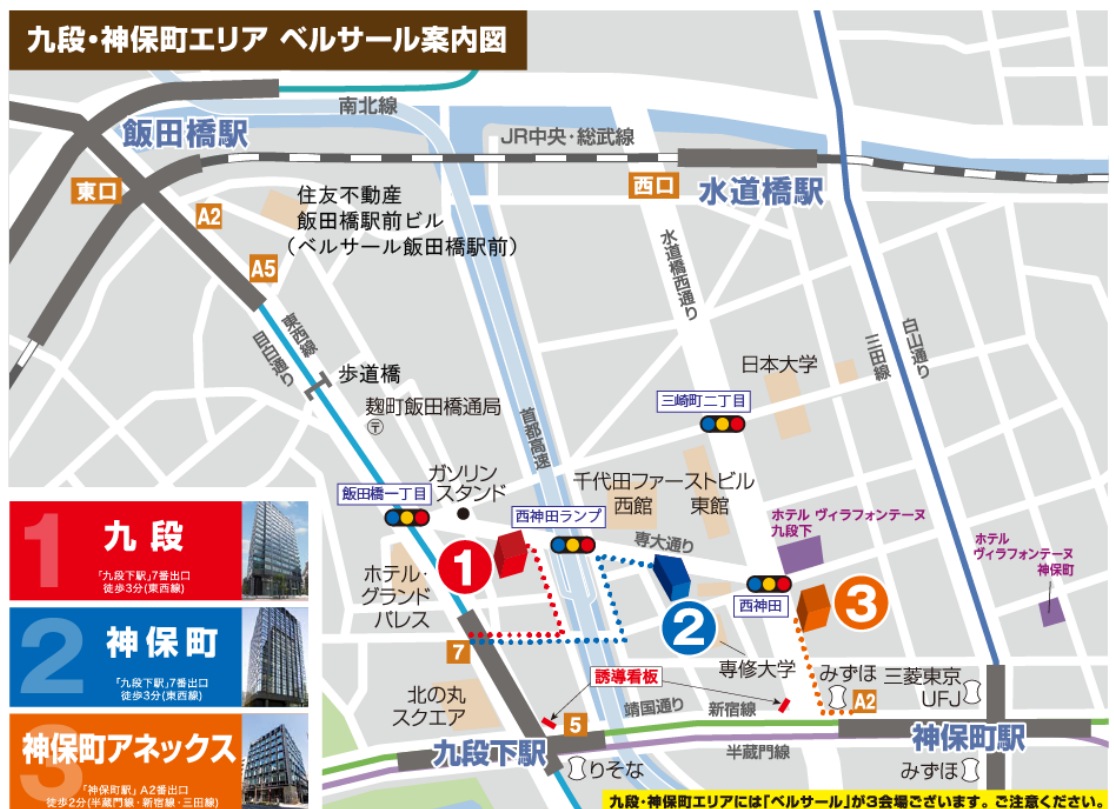 九段・神保町エリア ベルサール案内図
南北線
飯田橋駅
JR中央・総武線
東口
A2
住友不動産
飯田橋駅前ビル
（ベルサール飯田橋駅前）
西口
水道橋駅
A5
水道橋西通り
東西線
目白通り
白山通り
三田線
歩道橋
日本大学
麹町飯田橋通局
〒
首都高速
三崎町二丁目
ガソリン
スタンド
飯田橋一丁目
千代田ファーストビル
西館
東館
西神田ランプ
専大通り
ホテル ヴィラフォンテーヌ
九段下
ホテル
ヴィラフォンテーヌ
神保町
1
ホテル・
グランド
パレス
2
西神田
3
7
専修大学
誘導看板
みずほ
三菱東京
UFJ
A2
北の丸
スクエア
5
靖国通り
新宿線
九段下駅
半蔵門線
神保町駅
りそな
みずほ
1
九段
「九段下駅」7番出口
徒歩3分(東西線)
2
神保町
「九段下駅」7番出口
徒歩3分(東西線)
3
神保町アネックス
「神保町駅」A2番出口
徒歩2分(半蔵門線・新宿線・三田線)
九段・神保町エリアには「ベルサール」が3会場ございます。ご注意ください。